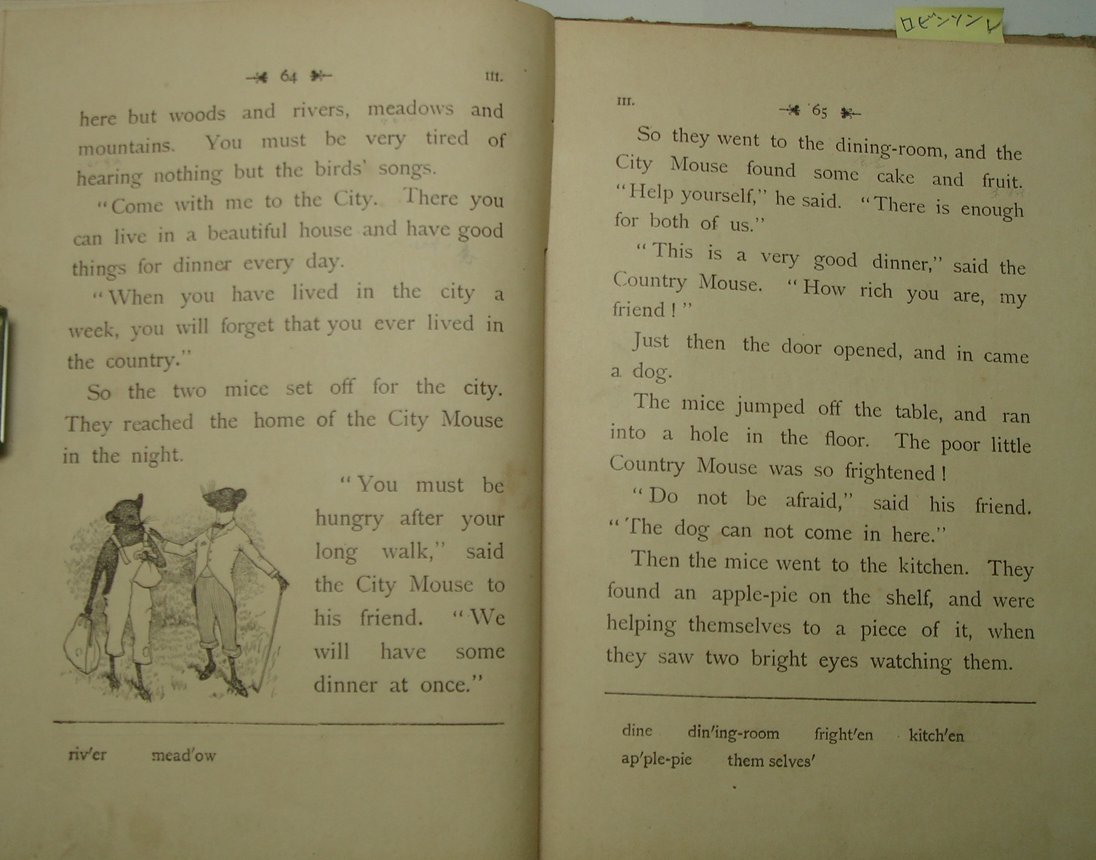 64 III.
here but woods and rivers, meadows and
mountains. You must be very tired of
hearing nothing but the birds' songs.
"Come with me to the City. There you
can live in a beautiful house and have good
things for dinner every day.
"When you have lived in the city a
week, you will forget that you ever lived in
the country."
So the two mice set off for the city.
They reached the home of the City Mouse
in the night.
"You must be
hungry after your
long walk," said
the City Mouse to
his friend. "We
will have some
dinner at once."
riv'er mead'ow
ロビンソン
III. 65
So they went to the dining-room, and the
City Mouse found some cake and fruit.
"Help yourself," he said. "There is enough
for both of us."
"This is a very good dinner," said the
Country Mouse. "How rich you are, my
friend!"
Just then the door opened, and in came
a dog.
The mice jumped off the table, and ran
into a hole in the floor. The poor little
Country Mouse was so frightened!
"Do not be afraid," said his friend.
"The dog can not come in here."
Then the mice went to the kitchen. They
found an apple-pie on the shelf, and were
helping themselves to a piece of it, when
they saw two bright eyes watching them.
dine din'ing-room fright'en kitch'en
ap'ple-pie them selves'